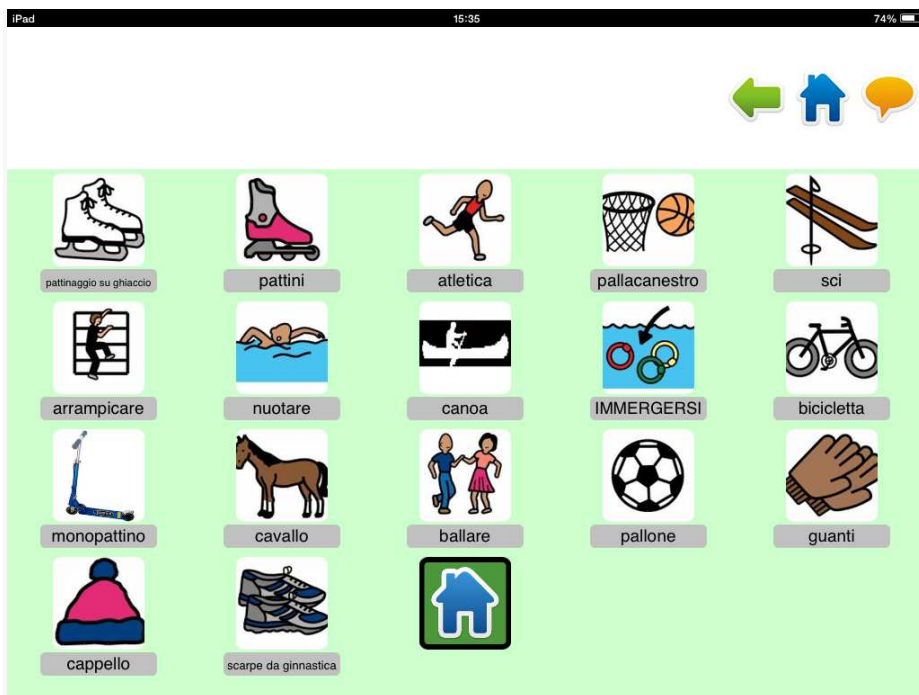 iPad 15:35 74%
pattinaggio su ghiaccio pattini atletica pallacanestro sci
arrampicare nuotare canoa IMMERGERSI bicicletta
monopattino cavallo ballare pallone guanti
cappello scarpe da ginnastica